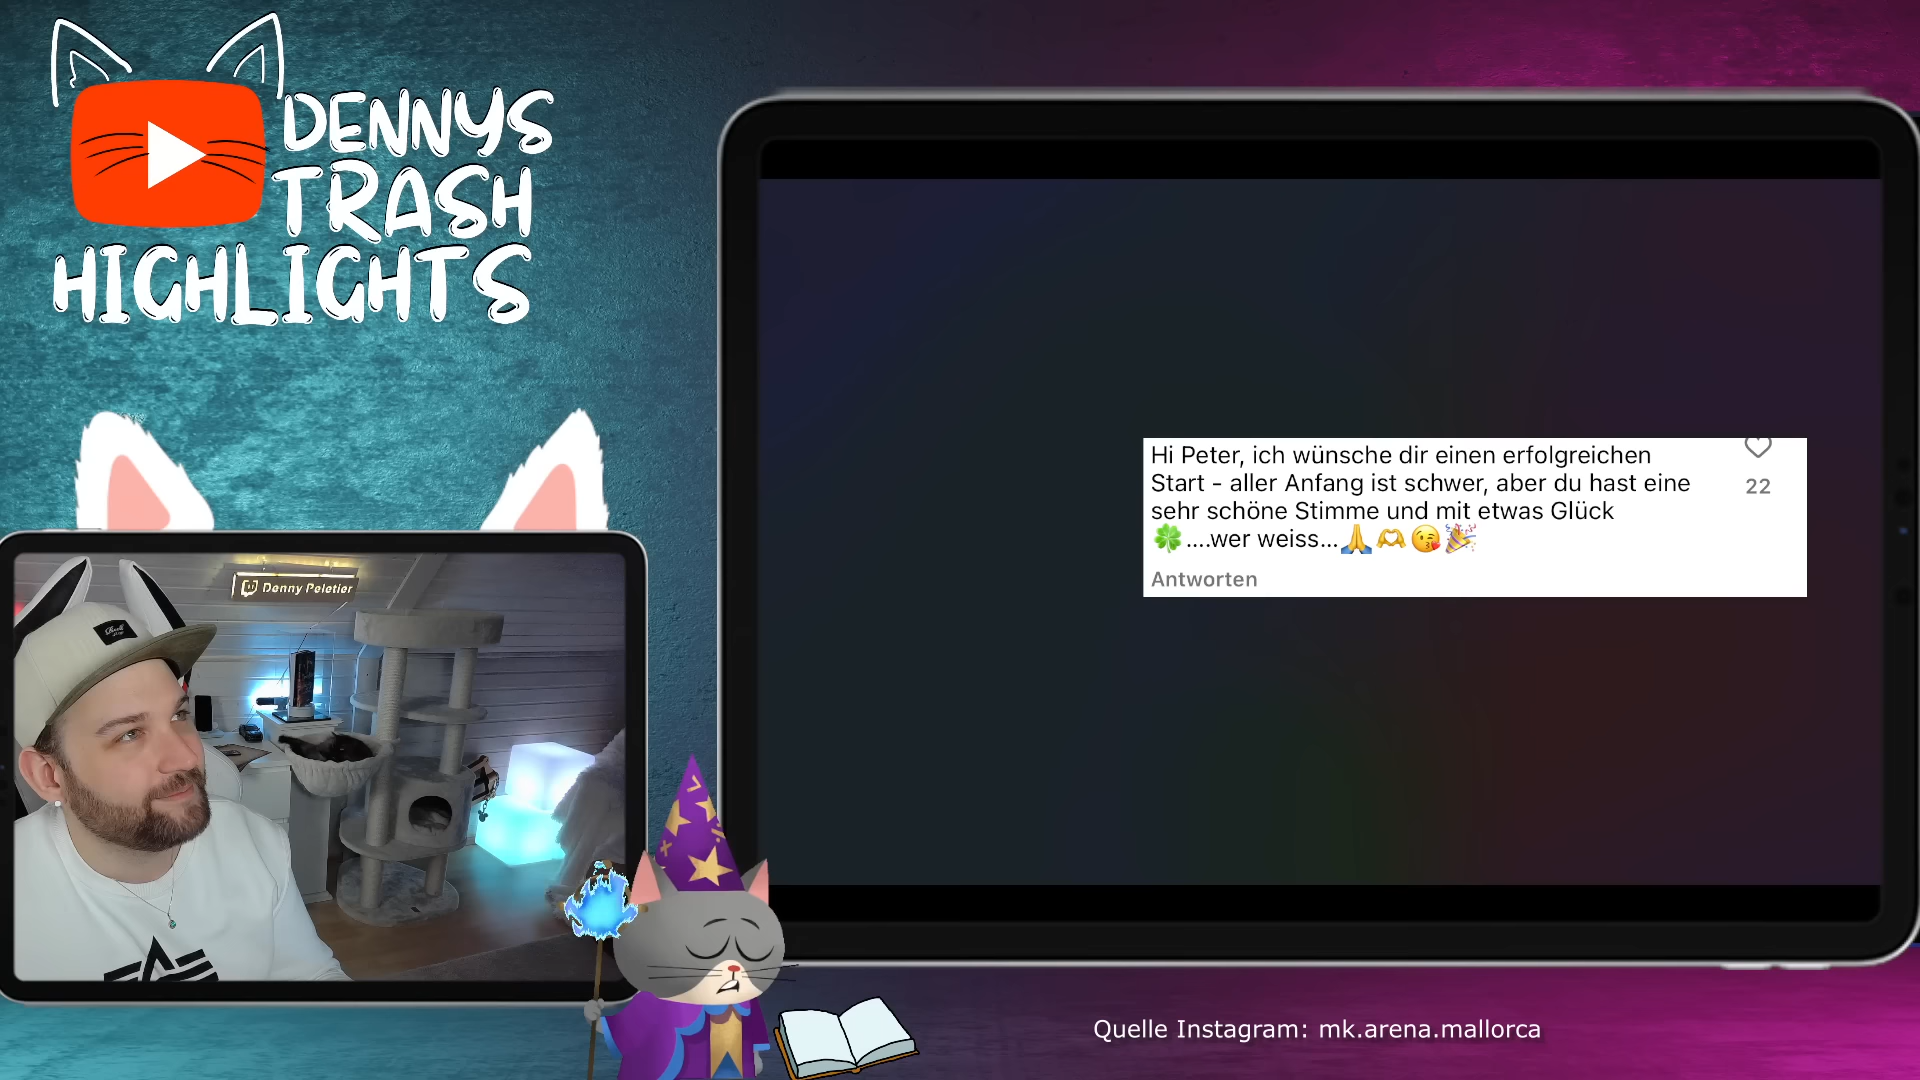 DENNYS
TRASH
HIGHLIGHTS
Hi Peter, ich wünsche dir einen erfolgreichen
Start - aller Anfang ist schwer, aber du hast eine
sehr schöne Stimme und mit etwas Glück
🍀....wer weiss...🙏🫶😘🎉
22
Antworten
Denny Peletier
Quelle Instagram: mk.arena.mallorca